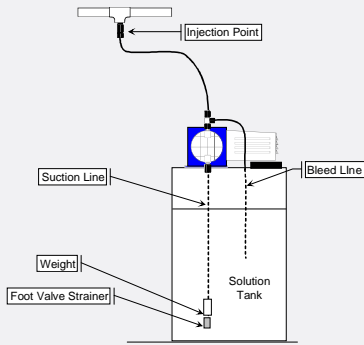 Injection Point
Suction Line
Bleed LIne
Weight
Foot Valve Strainer
Solution
Tank